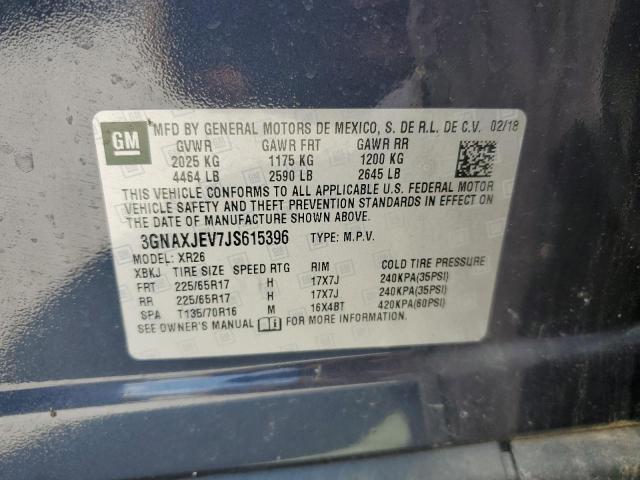 GM
MFD BY GENERAL MOTORS DE MEXICO, S. DE R.L. DE C.V. 02/18
GVWR GAWR FRT GAWR RR
2025 KG 1175 KG 1200 KG
4464 LB 2590 LB 2645 LB
THIS VEHICLE CONFORMS TO ALL APPLICABLE U.S. FEDERAL MOTOR
VEHICLE SAFETY AND THEFT PREVENTION STANDARDS IN EFFECT ON
THE DATE OF MANUFACTURE SHOWN ABOVE.
3GNAXJEV7JS615396 TYPE: M.P.V.
MODEL: XR26
XBKJ TIRE SIZE SPEED RTG RIM COLD TIRE PRESSURE
FRT 225/65R17 H 17X7J 240KPA(35PSI)
RR 225/65R17 H 17X7J 240KPA(35PSI)
SPA T135/70R16 M 16X4BT 420KPA(60PSI)
SEE OWNER'S MANUAL FOR MORE INFORMATION.